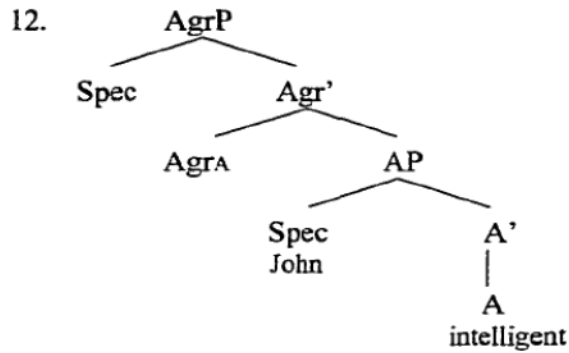 12. AgrP
Spec Agr’
AgrA AP
Spec A’
John
A
intelligent